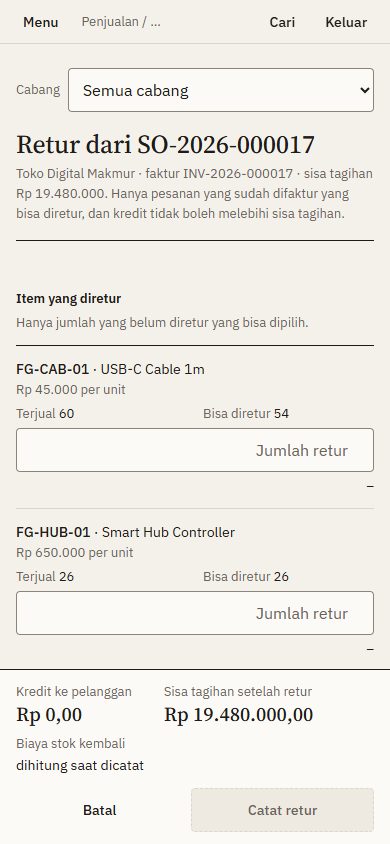 Menu Penjualan / ... Cari Keluar
Cabang Semua cabang
Retur dari SO-2026-000017
Toko Digital Makmur · faktur INV-2026-000017 · sisa tagihan
Rp 19.480.000. Hanya pesanan yang sudah difaktur yang
bisa diretur, dan kredit tidak boleh melebihi sisa tagihan.
Item yang diretur
Hanya jumlah yang belum diretur yang bisa dipilih.
FG-CAB-01 · USB-C Cable 1m
Rp 45.000 per unit
Terjual 60 Bisa diretur 54
Jumlah retur
–
FG-HUB-01 · Smart Hub Controller
Rp 650.000 per unit
Terjual 26 Bisa diretur 26
Jumlah retur
–
Kredit ke pelanggan Sisa tagihan setelah retur
Rp 0,00 Rp 19.480.000,00
Biaya stok kembali
dihitung saat dicatat
Batal Catat retur